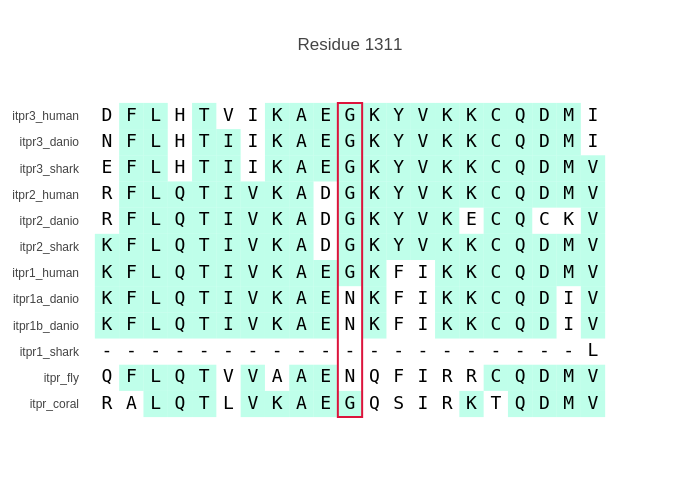 Residue 1311
itpr3_human D F L H T V I K A E G K Y V K K C Q D M I
itpr3_danio N F L H T I I K A E G K Y V K K C Q D M I
itpr3_shark E F L H T I I K A E G K Y V K K C Q D M V
itpr2_human R F L Q T I V K A D G K Y V K K C Q D M V
itpr2_danio R F L Q T I V K A D G K Y V K E C Q C K V
itpr2_shark K F L Q T I V K A D G K Y V K K C Q D M V
itpr1_human K F L Q T I V K A E G K F I K K C Q D M V
itpr1a_danio K F L Q T I V K A E N K F I K K C Q D I V
itpr1b_danio K F L Q T I V K A E N K F I K K C Q D I V
itpr1_shark - - - - - - - - - - - - - - - - - - - - L
itpr_fly Q F L Q T V V A A E N Q F I R R C Q D M V
itpr_coral R A L Q T L V K A E G Q S I R K T Q D M V